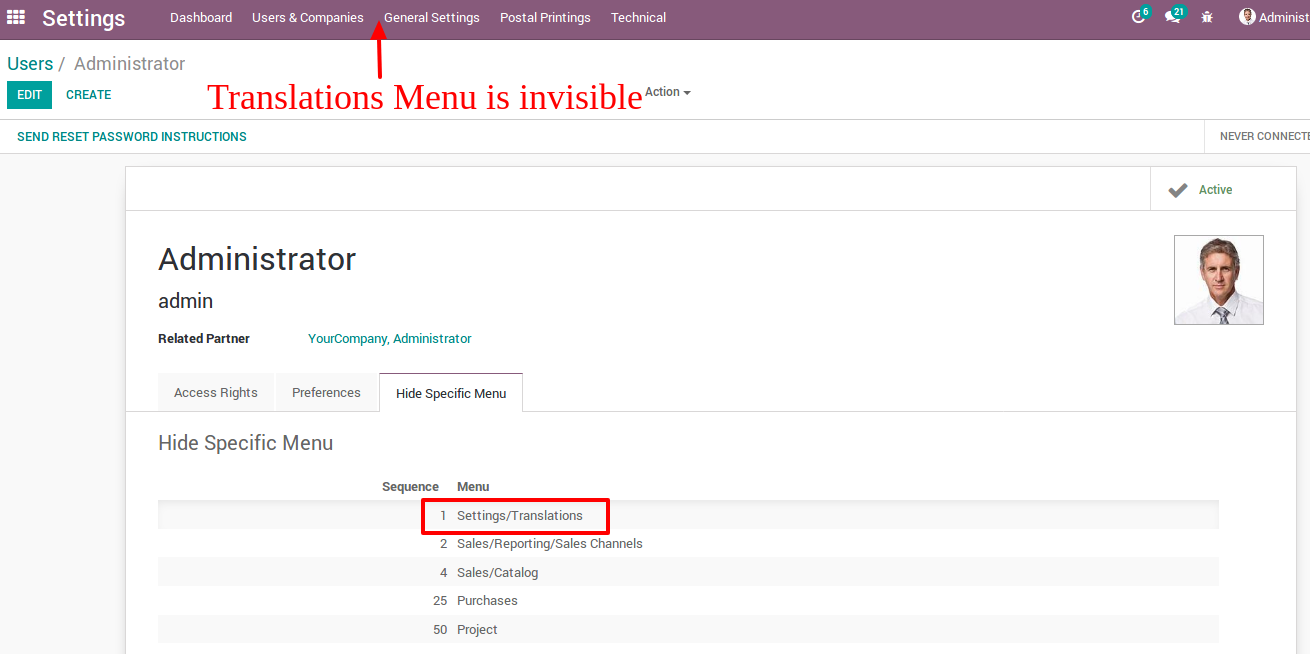 Settings Dashboard Users & Companies General Settings Postal Printings Technical 6 21 Administ
Users / Administrator
EDIT CREATE Translations Menu is invisible Action
SEND RESET PASSWORD INSTRUCTIONS NEVER CONNECTE
Active
Administrator
admin
Related Partner YourCompany, Administrator
Access Rights Preferences Hide Specific Menu
Hide Specific Menu
Sequence Menu
1 Settings/Translations
2 Sales/Reporting/Sales Channels
4 Sales/Catalog
25 Purchases
50 Project